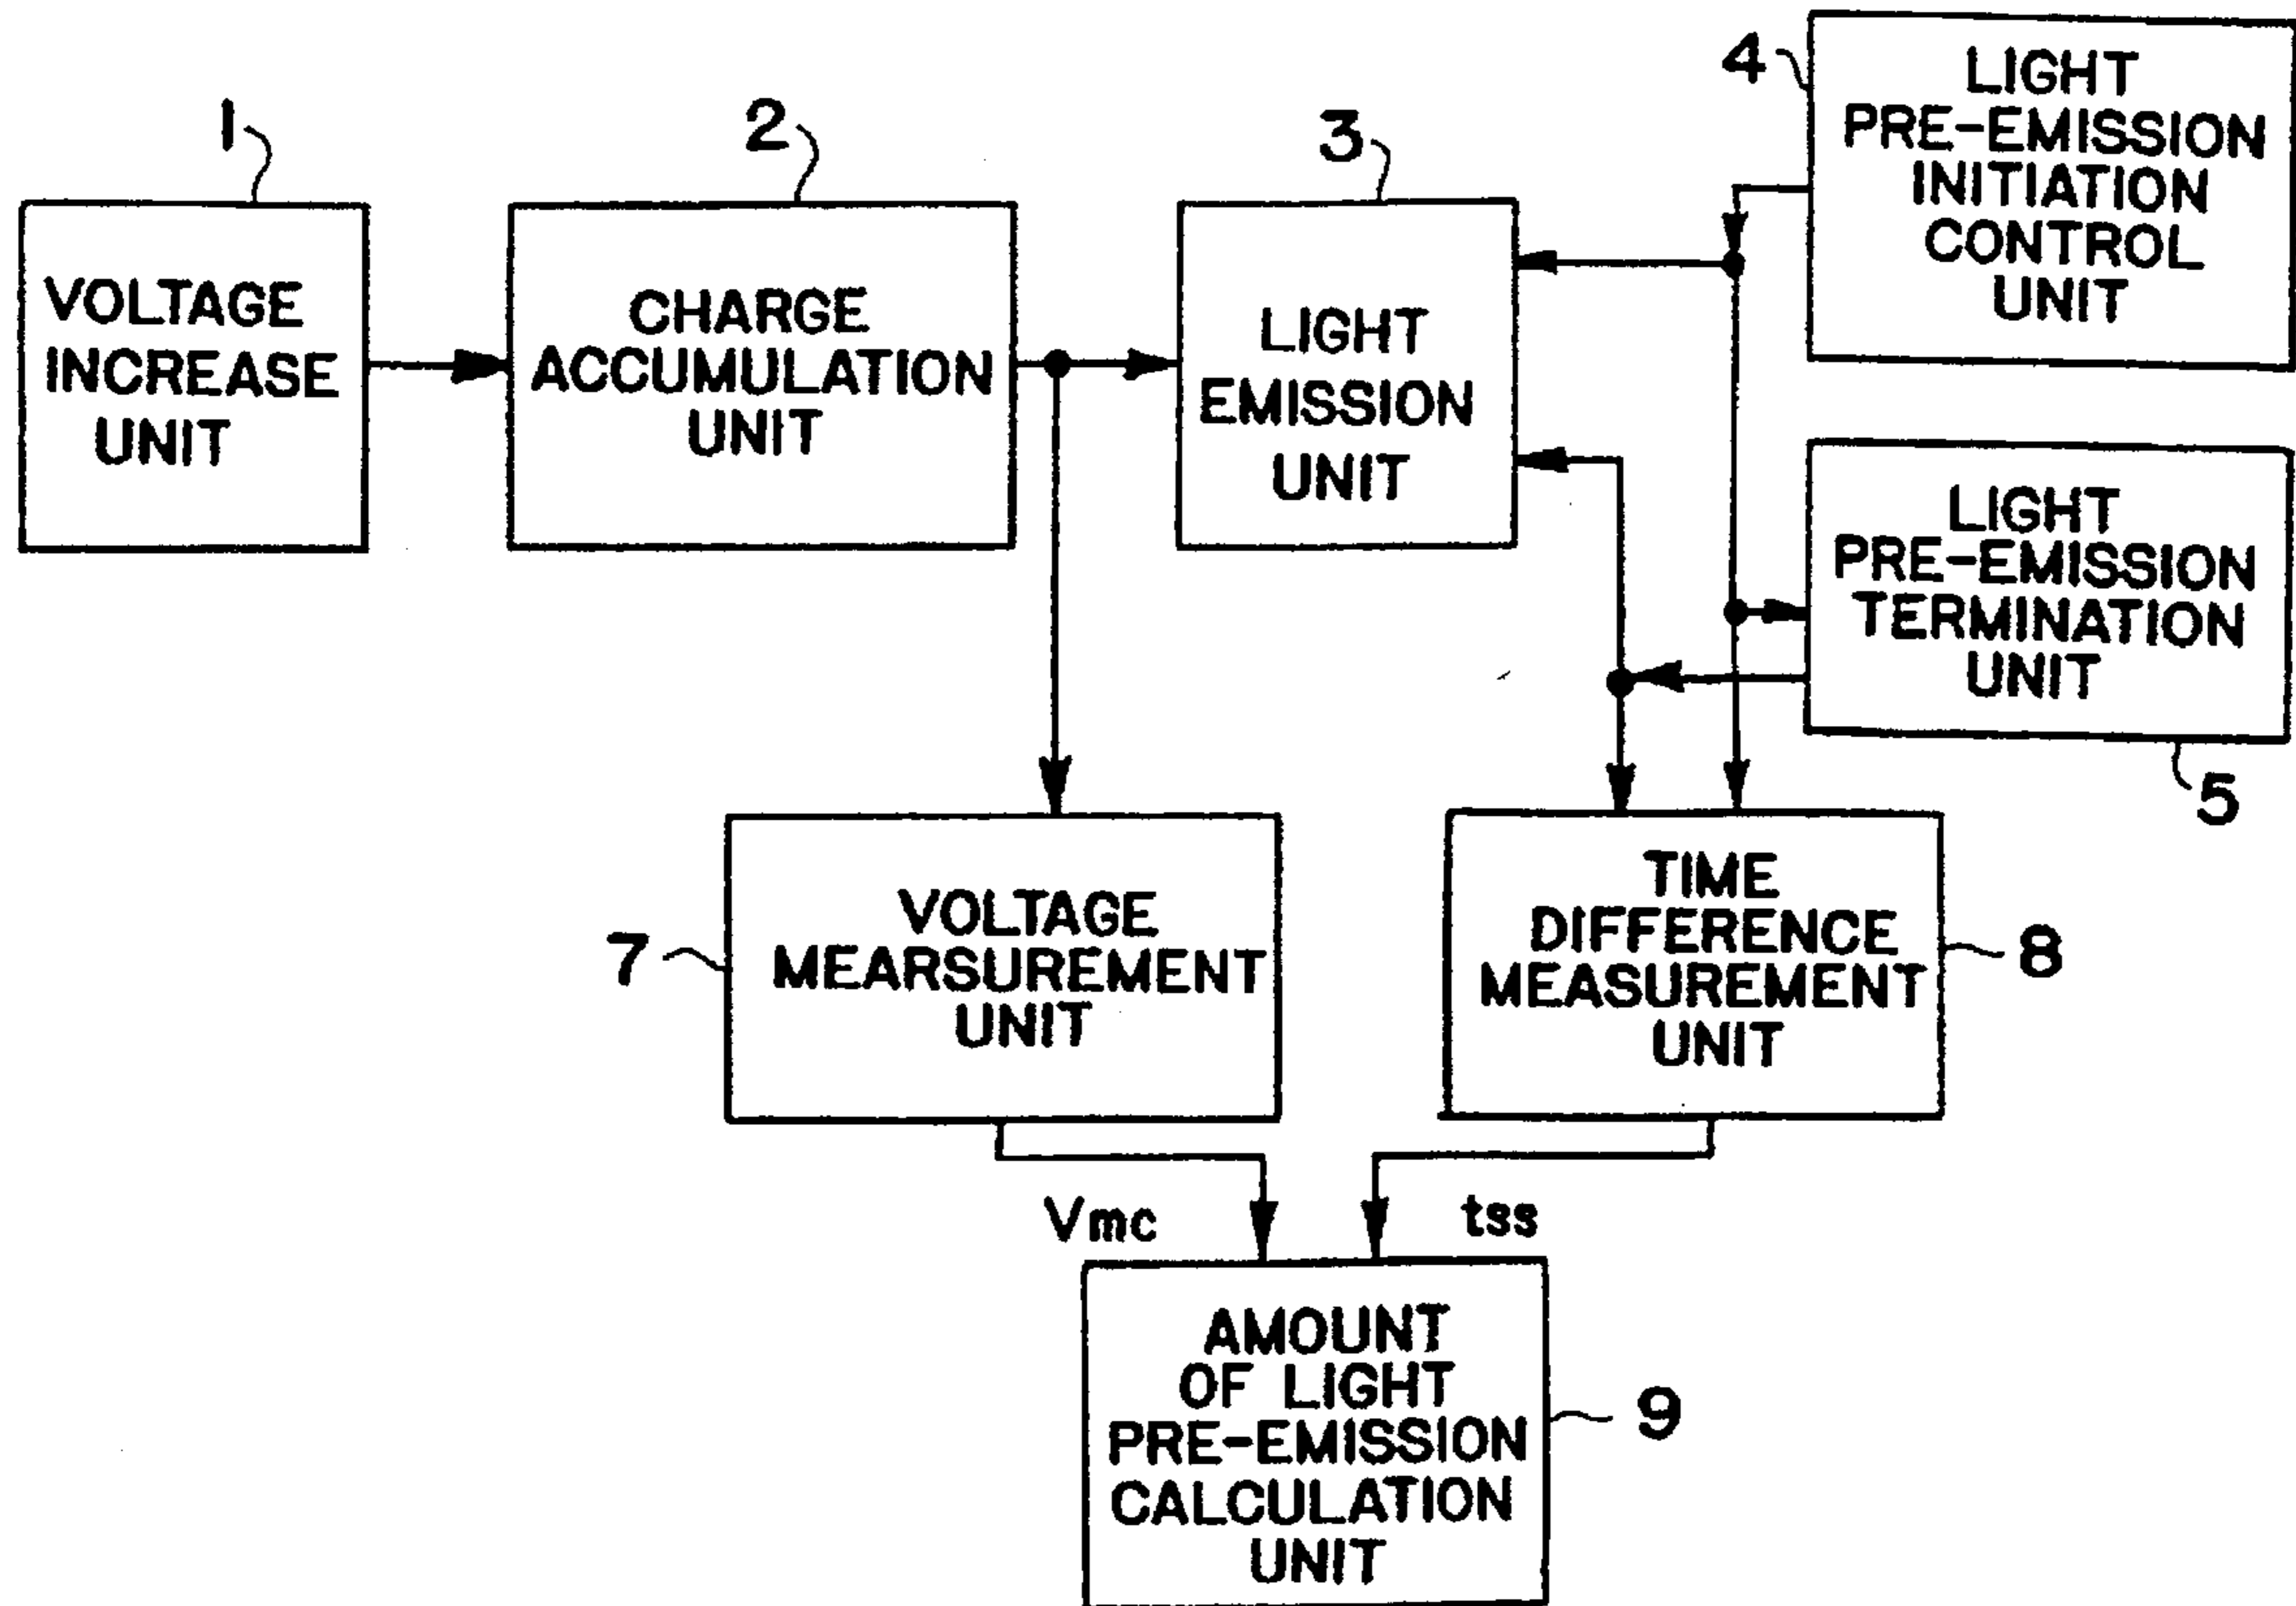 1
VOLTAGE
INCREASE
UNIT
2
CHARGE
ACCUMULATION
UNIT
3
LIGHT
EMISSION
UNIT
4
LIGHT
PRE-EMISSION
INITIATION
CONTROL
UNIT
LIGHT
PRE-EMISSION
TERMINATION
UNIT
5
7
VOLTAGE
MEARSUREMENT
UNIT
TIME
DIFFERENCE
MEASUREMENT
UNIT
8
Vmc
tss
AMOUNT
OF LIGHT
PRE-EMISSION
CALCULATION
UNIT
9